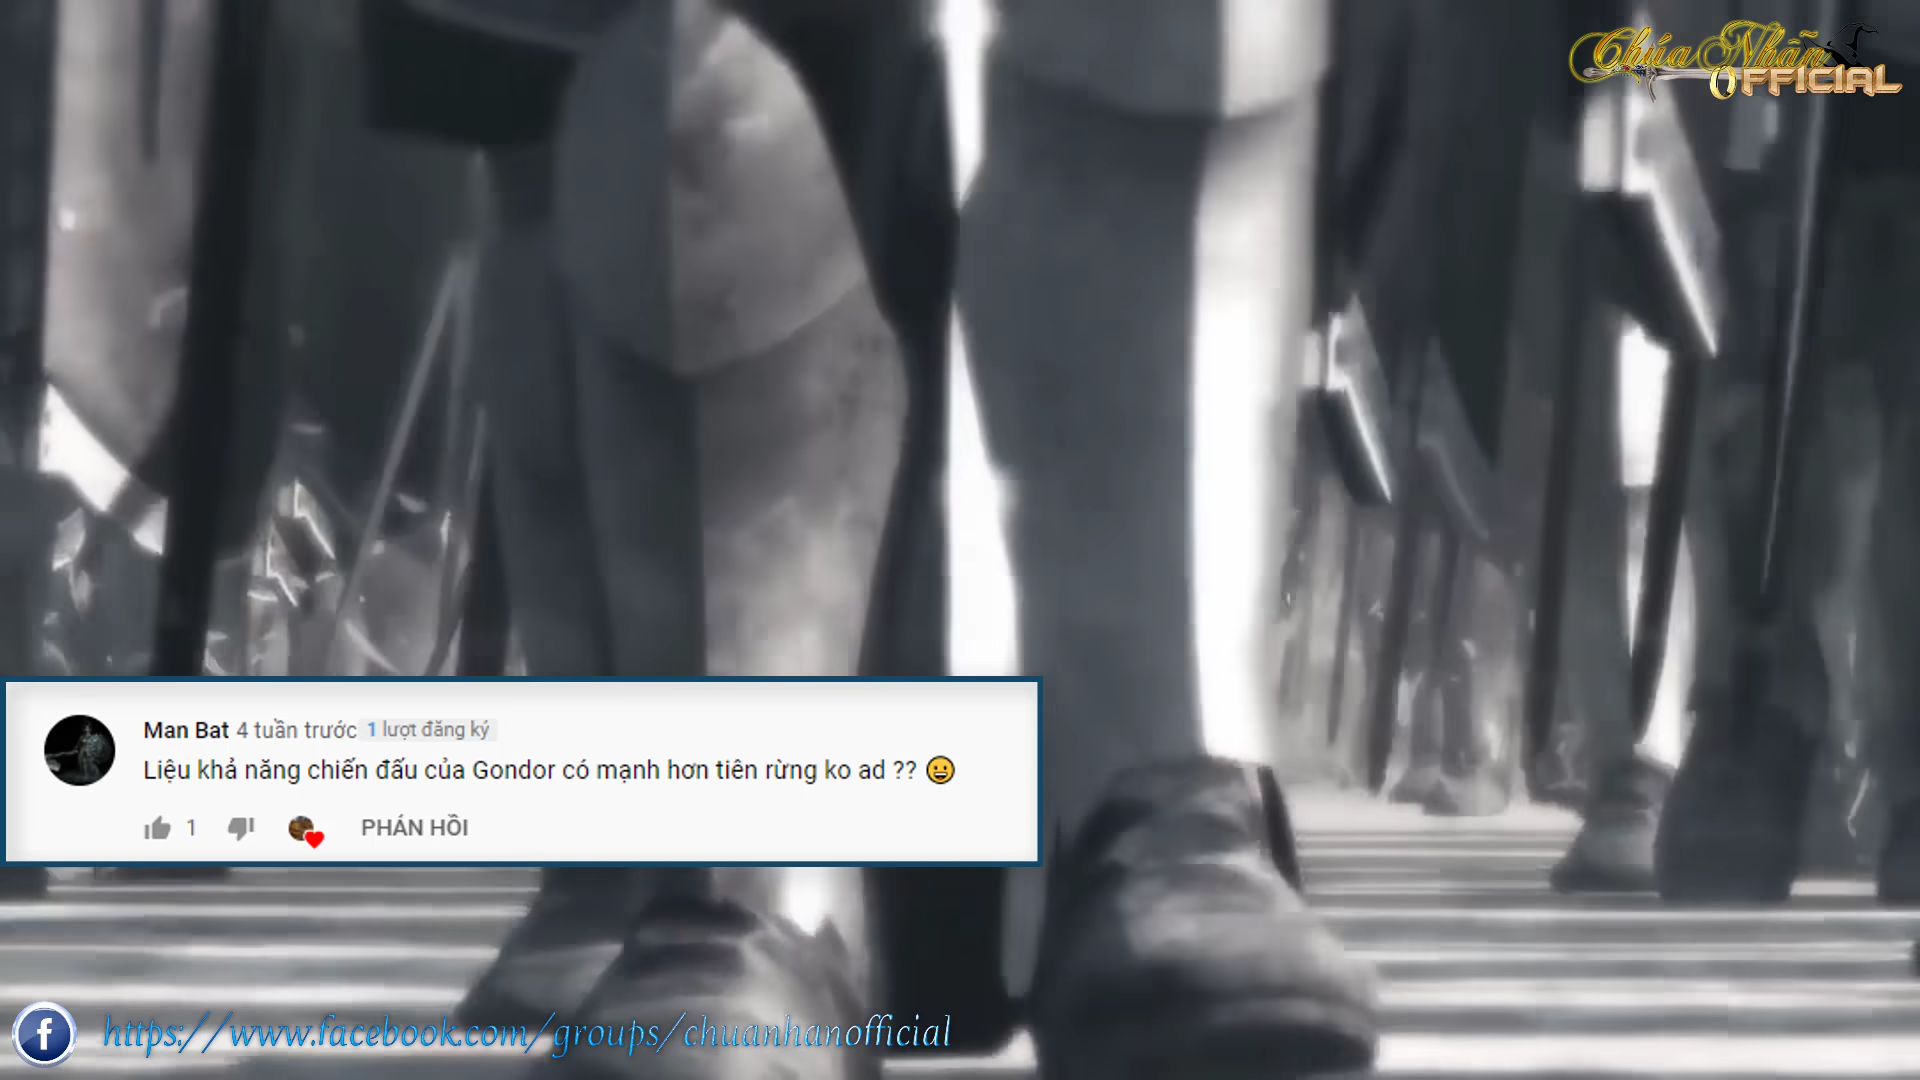 Chúa Nhẫn
OFFICIAL
Man Bat 4 tuần trước 1 lượt đăng ký
Liệu khả năng chiến đấu của Gondor có mạnh hơn tiên rừng ko ad ?? 😀
1 PHẢN HỒI
f https://www.facebook.com/groups/chuanhanofficial